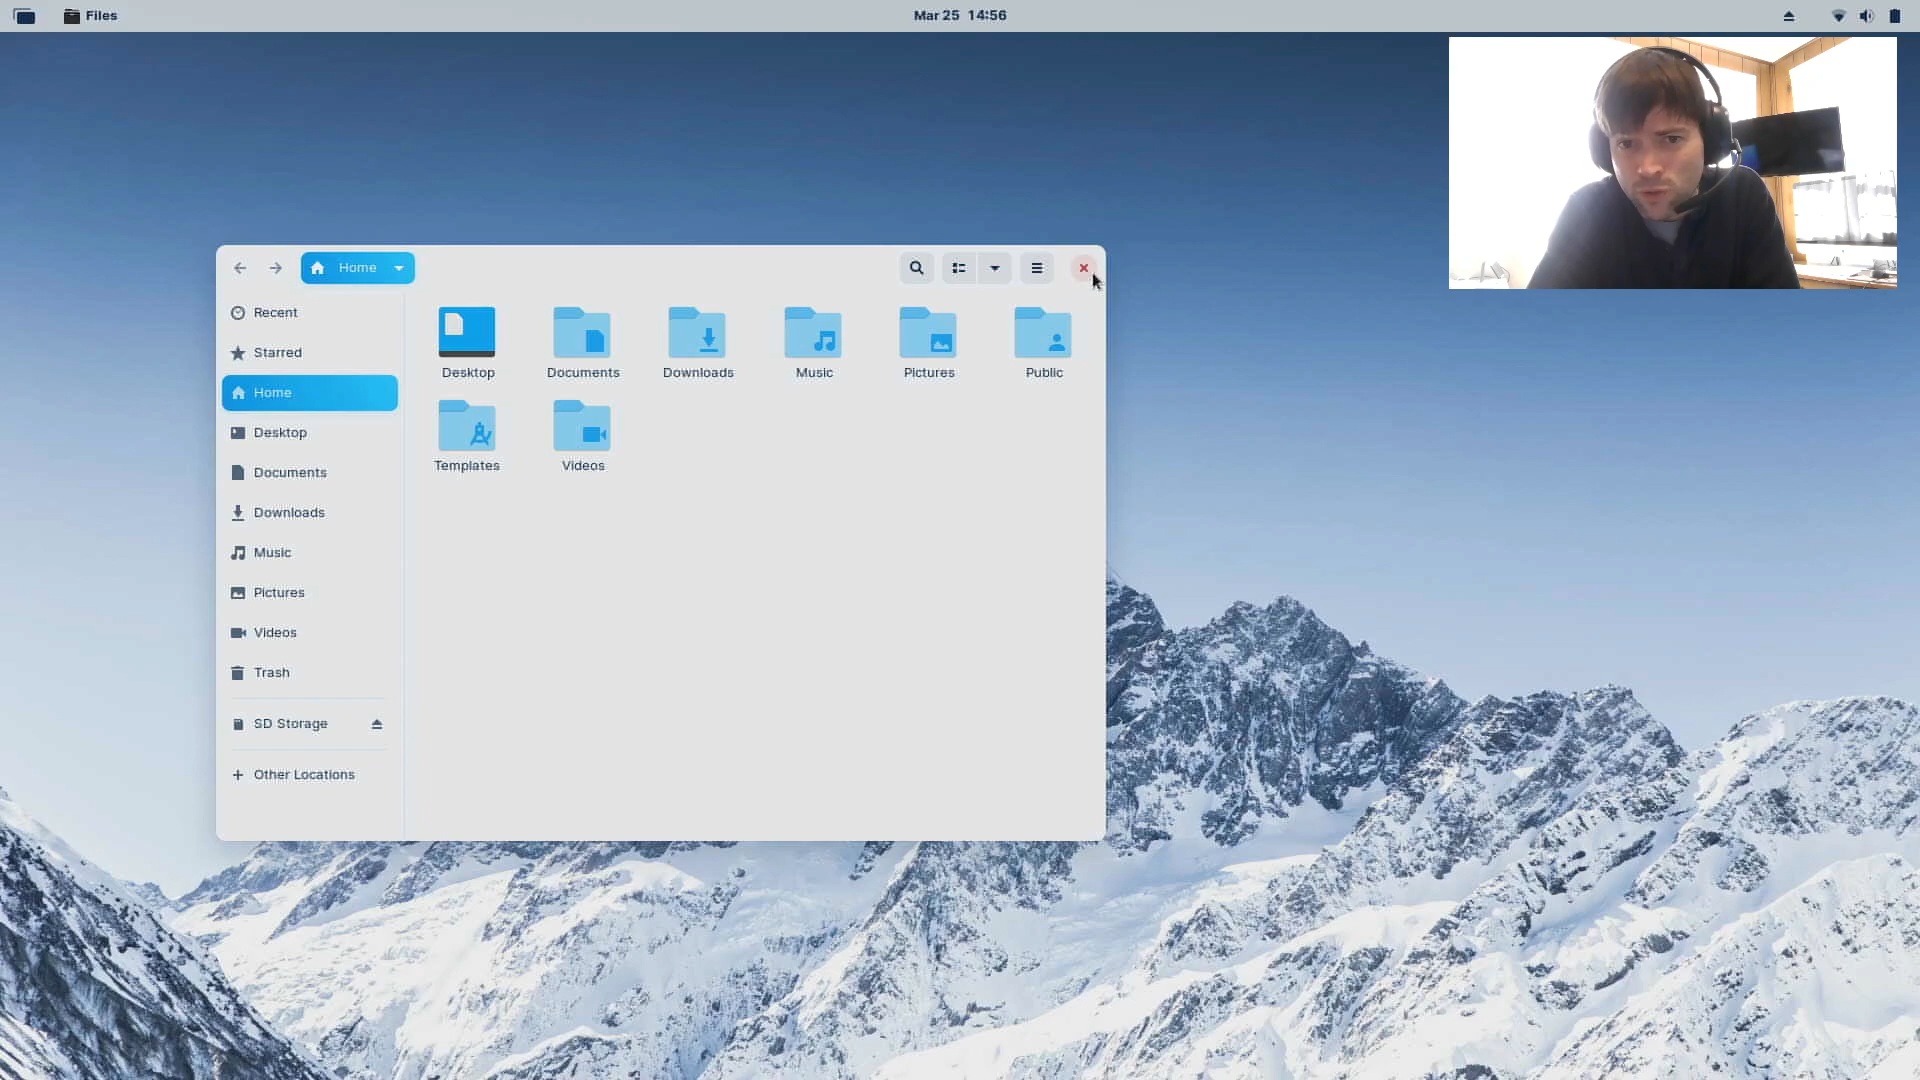 Files
Mar 25 14:56
Home
Recent
Starred
Home
Desktop
Documents
Downloads
Music
Pictures
Videos
Trash
SD Storage
Other Locations
Desktop
Documents
Downloads
Music
Pictures
Public
Templates
Videos